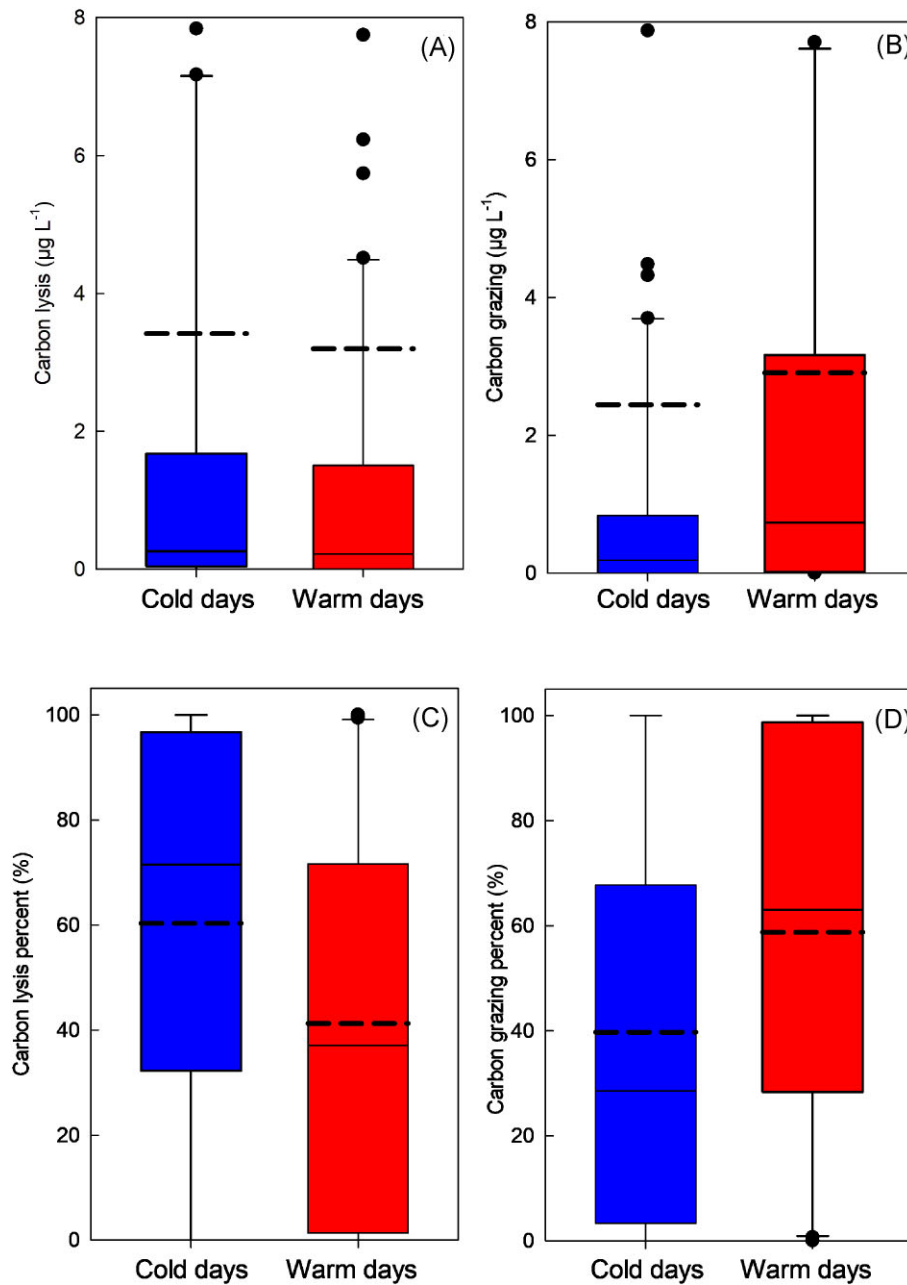 (A)
Carbon lysis (µg L⁻¹)
8
6
4
2
0
Cold days Warm days
(B)
Carbon grazing (µg L⁻¹)
8
6
4
2
0
Cold days Warm days
(C)
Carbon lysis percent (%)
100
80
60
40
20
0
Cold days Warm days
(D)
Carbon grazing percent (%)
100
80
60
40
20
0
Cold days Warm days